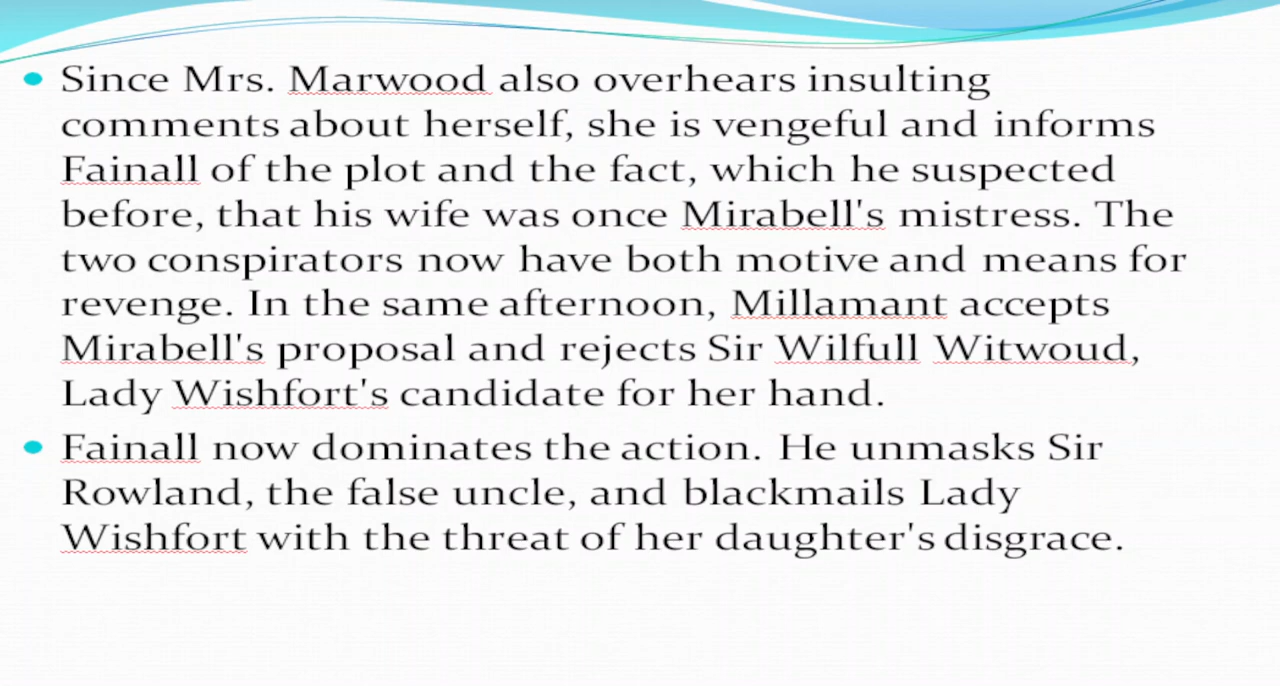 Since Mrs. Marwood also overhears insulting
comments about herself, she is vengeful and informs
Fainall of the plot and the fact, which he suspected
before, that his wife was once Mirabell's mistress. The
two conspirators now have both motive and means for
revenge. In the same afternoon, Millamant accepts
Mirabell's proposal and rejects Sir Wilfull Witwoud,
Lady Wishfort's candidate for her hand.
Fainall now dominates the action. He unmasks Sir
Rowland, the false uncle, and blackmails Lady
Wishfort with the threat of her daughter's disgrace.